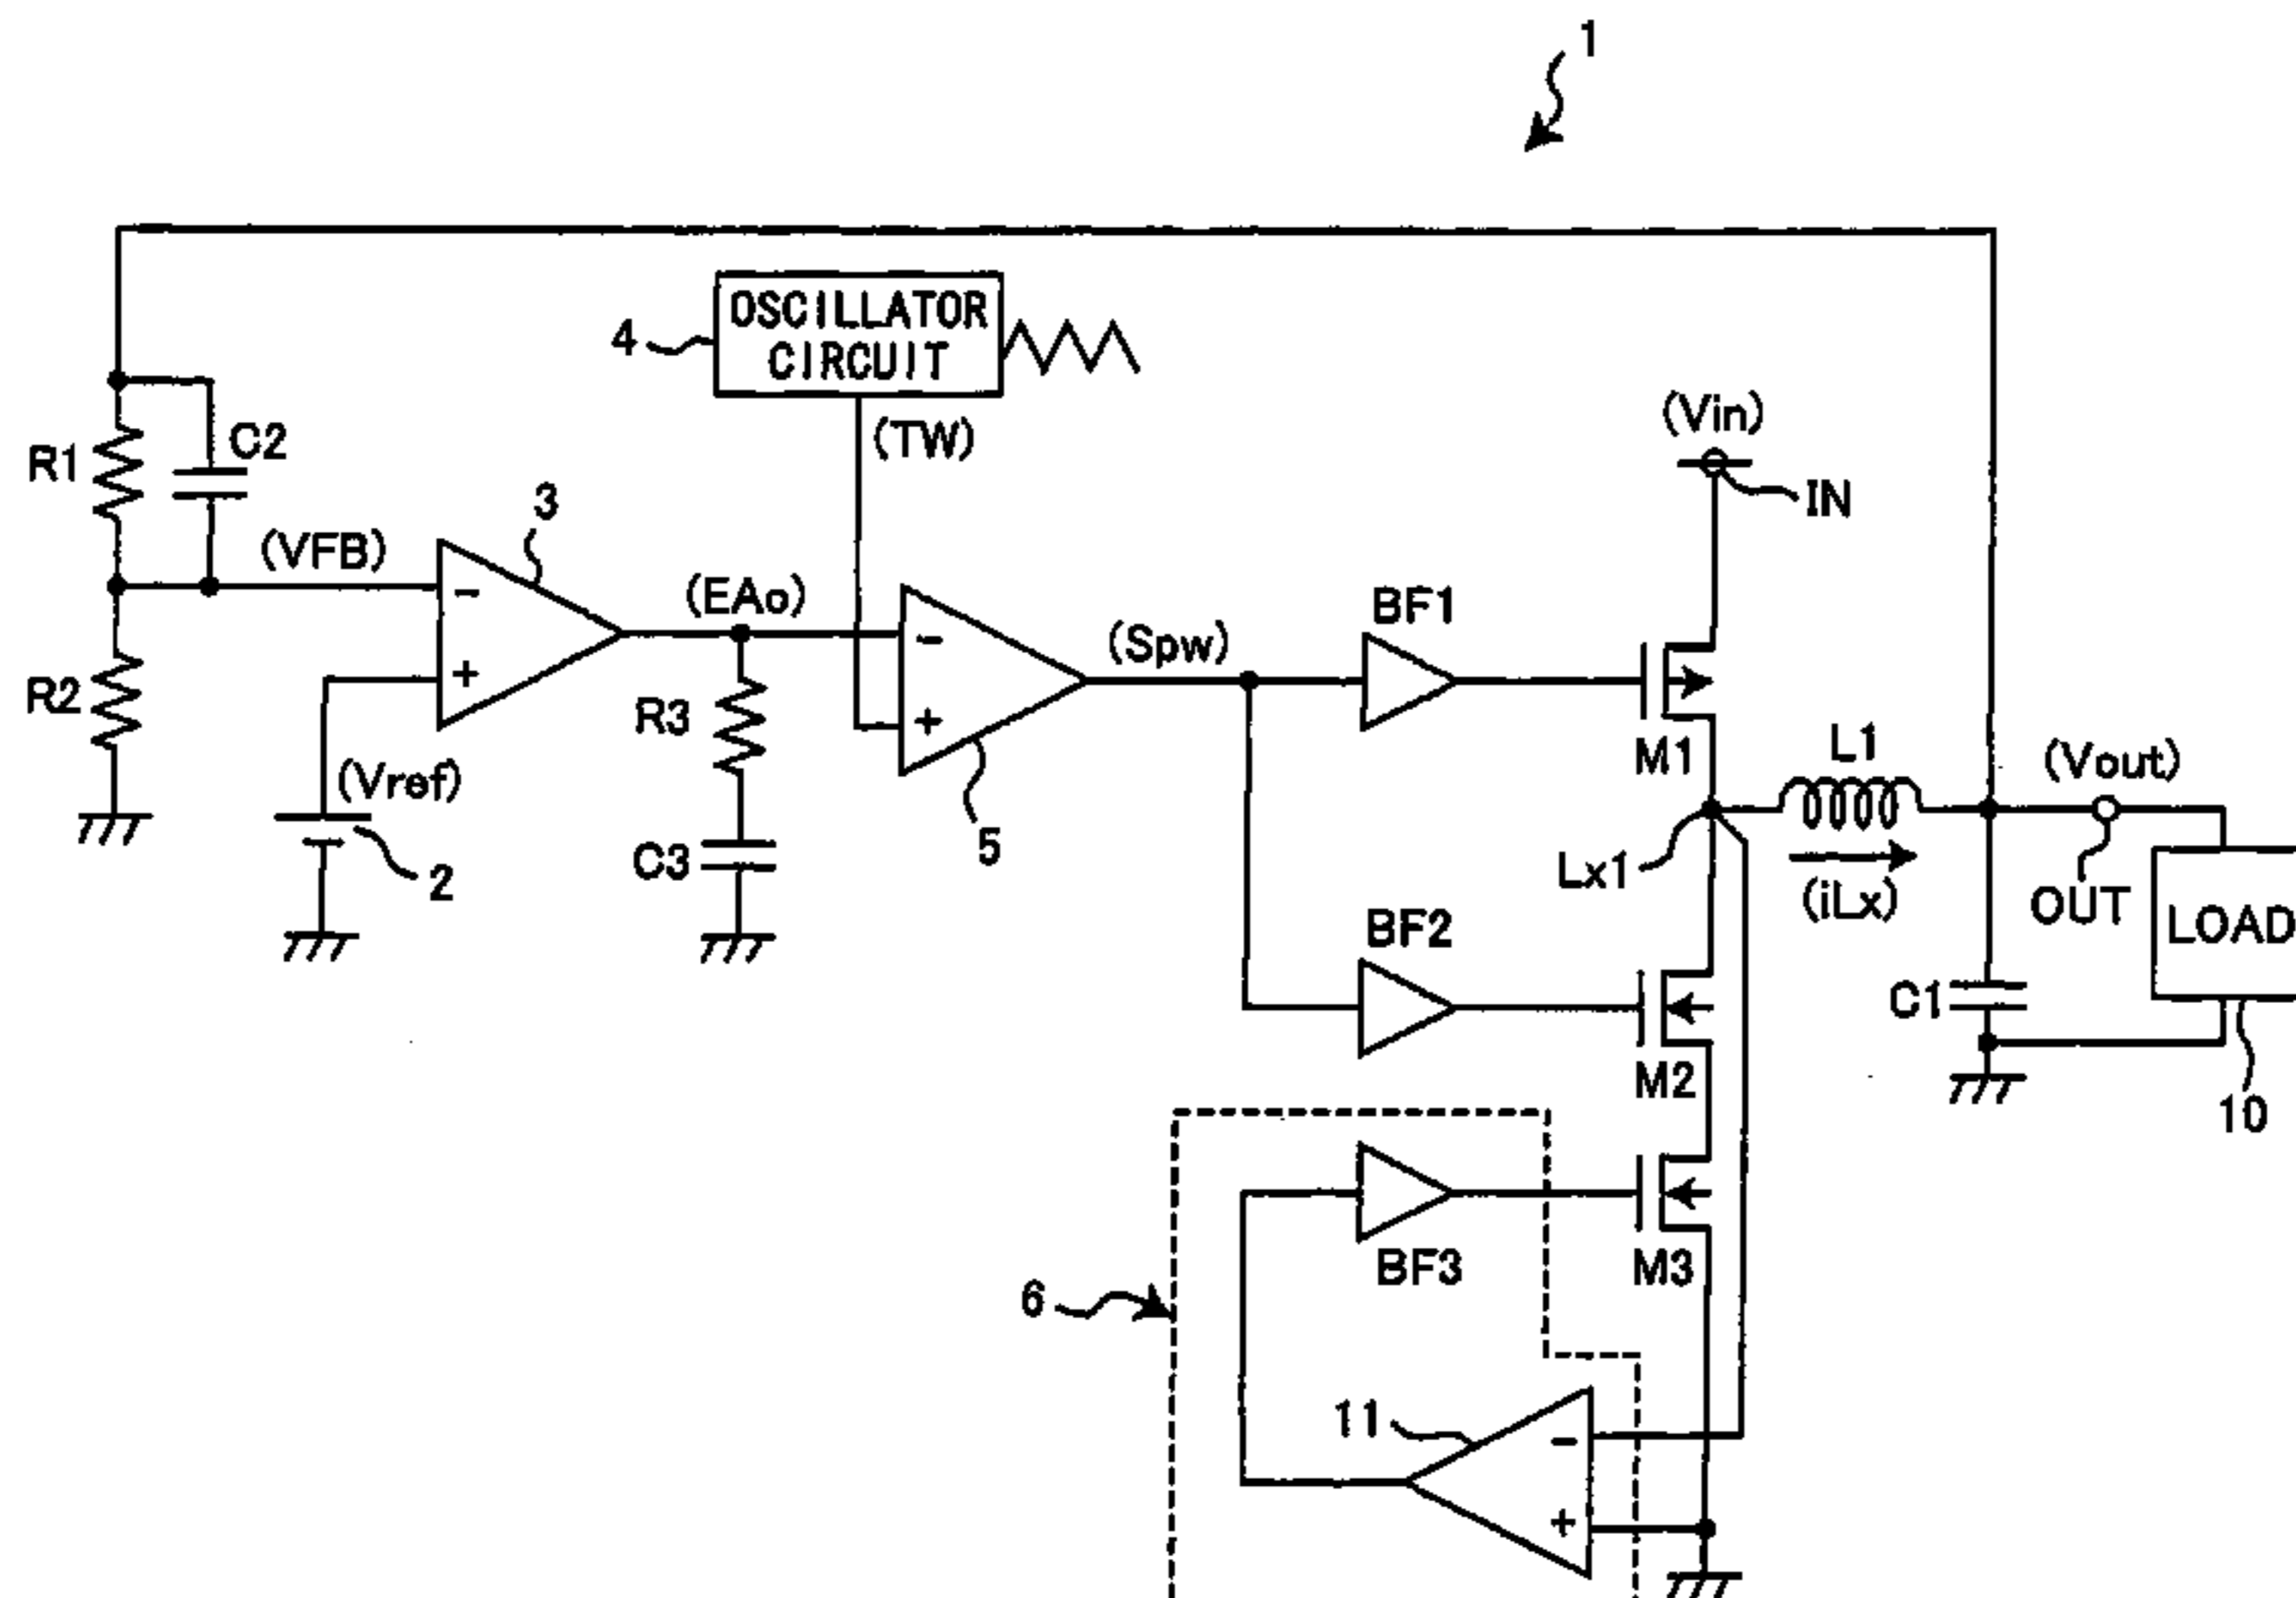 1
OSCILLATOR
CIRCUIT
4
(TW)
(Vin)
IN
R1
C2
(VFB)
3
-
+
(EAo)
-
+
(Spw)
BF1
M1
R2
(Vref)
2
R3
C3
5
L1
(Vout)
Lx1
(iLx)
OUT
LOAD
BF2
M2
C1
10
BF3
M3
6
11
-
+